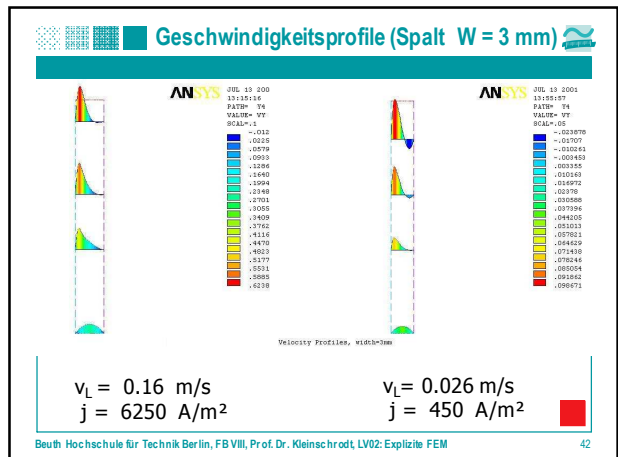 Geschwindigkeitsprofile (Spalt W = 3 mm)
ANSYS
JUL 13 200
13:15:16
PATH= Y4
VALUE= VY
SCAL=.1
-.012
.0225
.0579
.0933
.1286
.1640
.1994
.2348
.2701
.3055
.3409
.3762
.4116
.4470
.4823
.5177
.5531
.5885
.6238
ANSYS
JUL 13 2001
13:55:57
PATH= Y4
VALUE= VY
SCAL=.05
-.023878
-.01707
-.010261
-.003453
.003355
.010163
.016972
.02378
.030588
.037396
.044205
.051013
.057821
.064629
.071438
.078246
.085054
.091862
.098671
Velocity Profiles, width=3mm
vL = 0.16 m/s
j = 6250 A/m²
vL= 0.026 m/s
j = 450 A/m²
Beuth Hochschule für Technik Berlin, FB VIII, Prof. Dr. Kleinschrodt, LV02: Explizite FEM 42